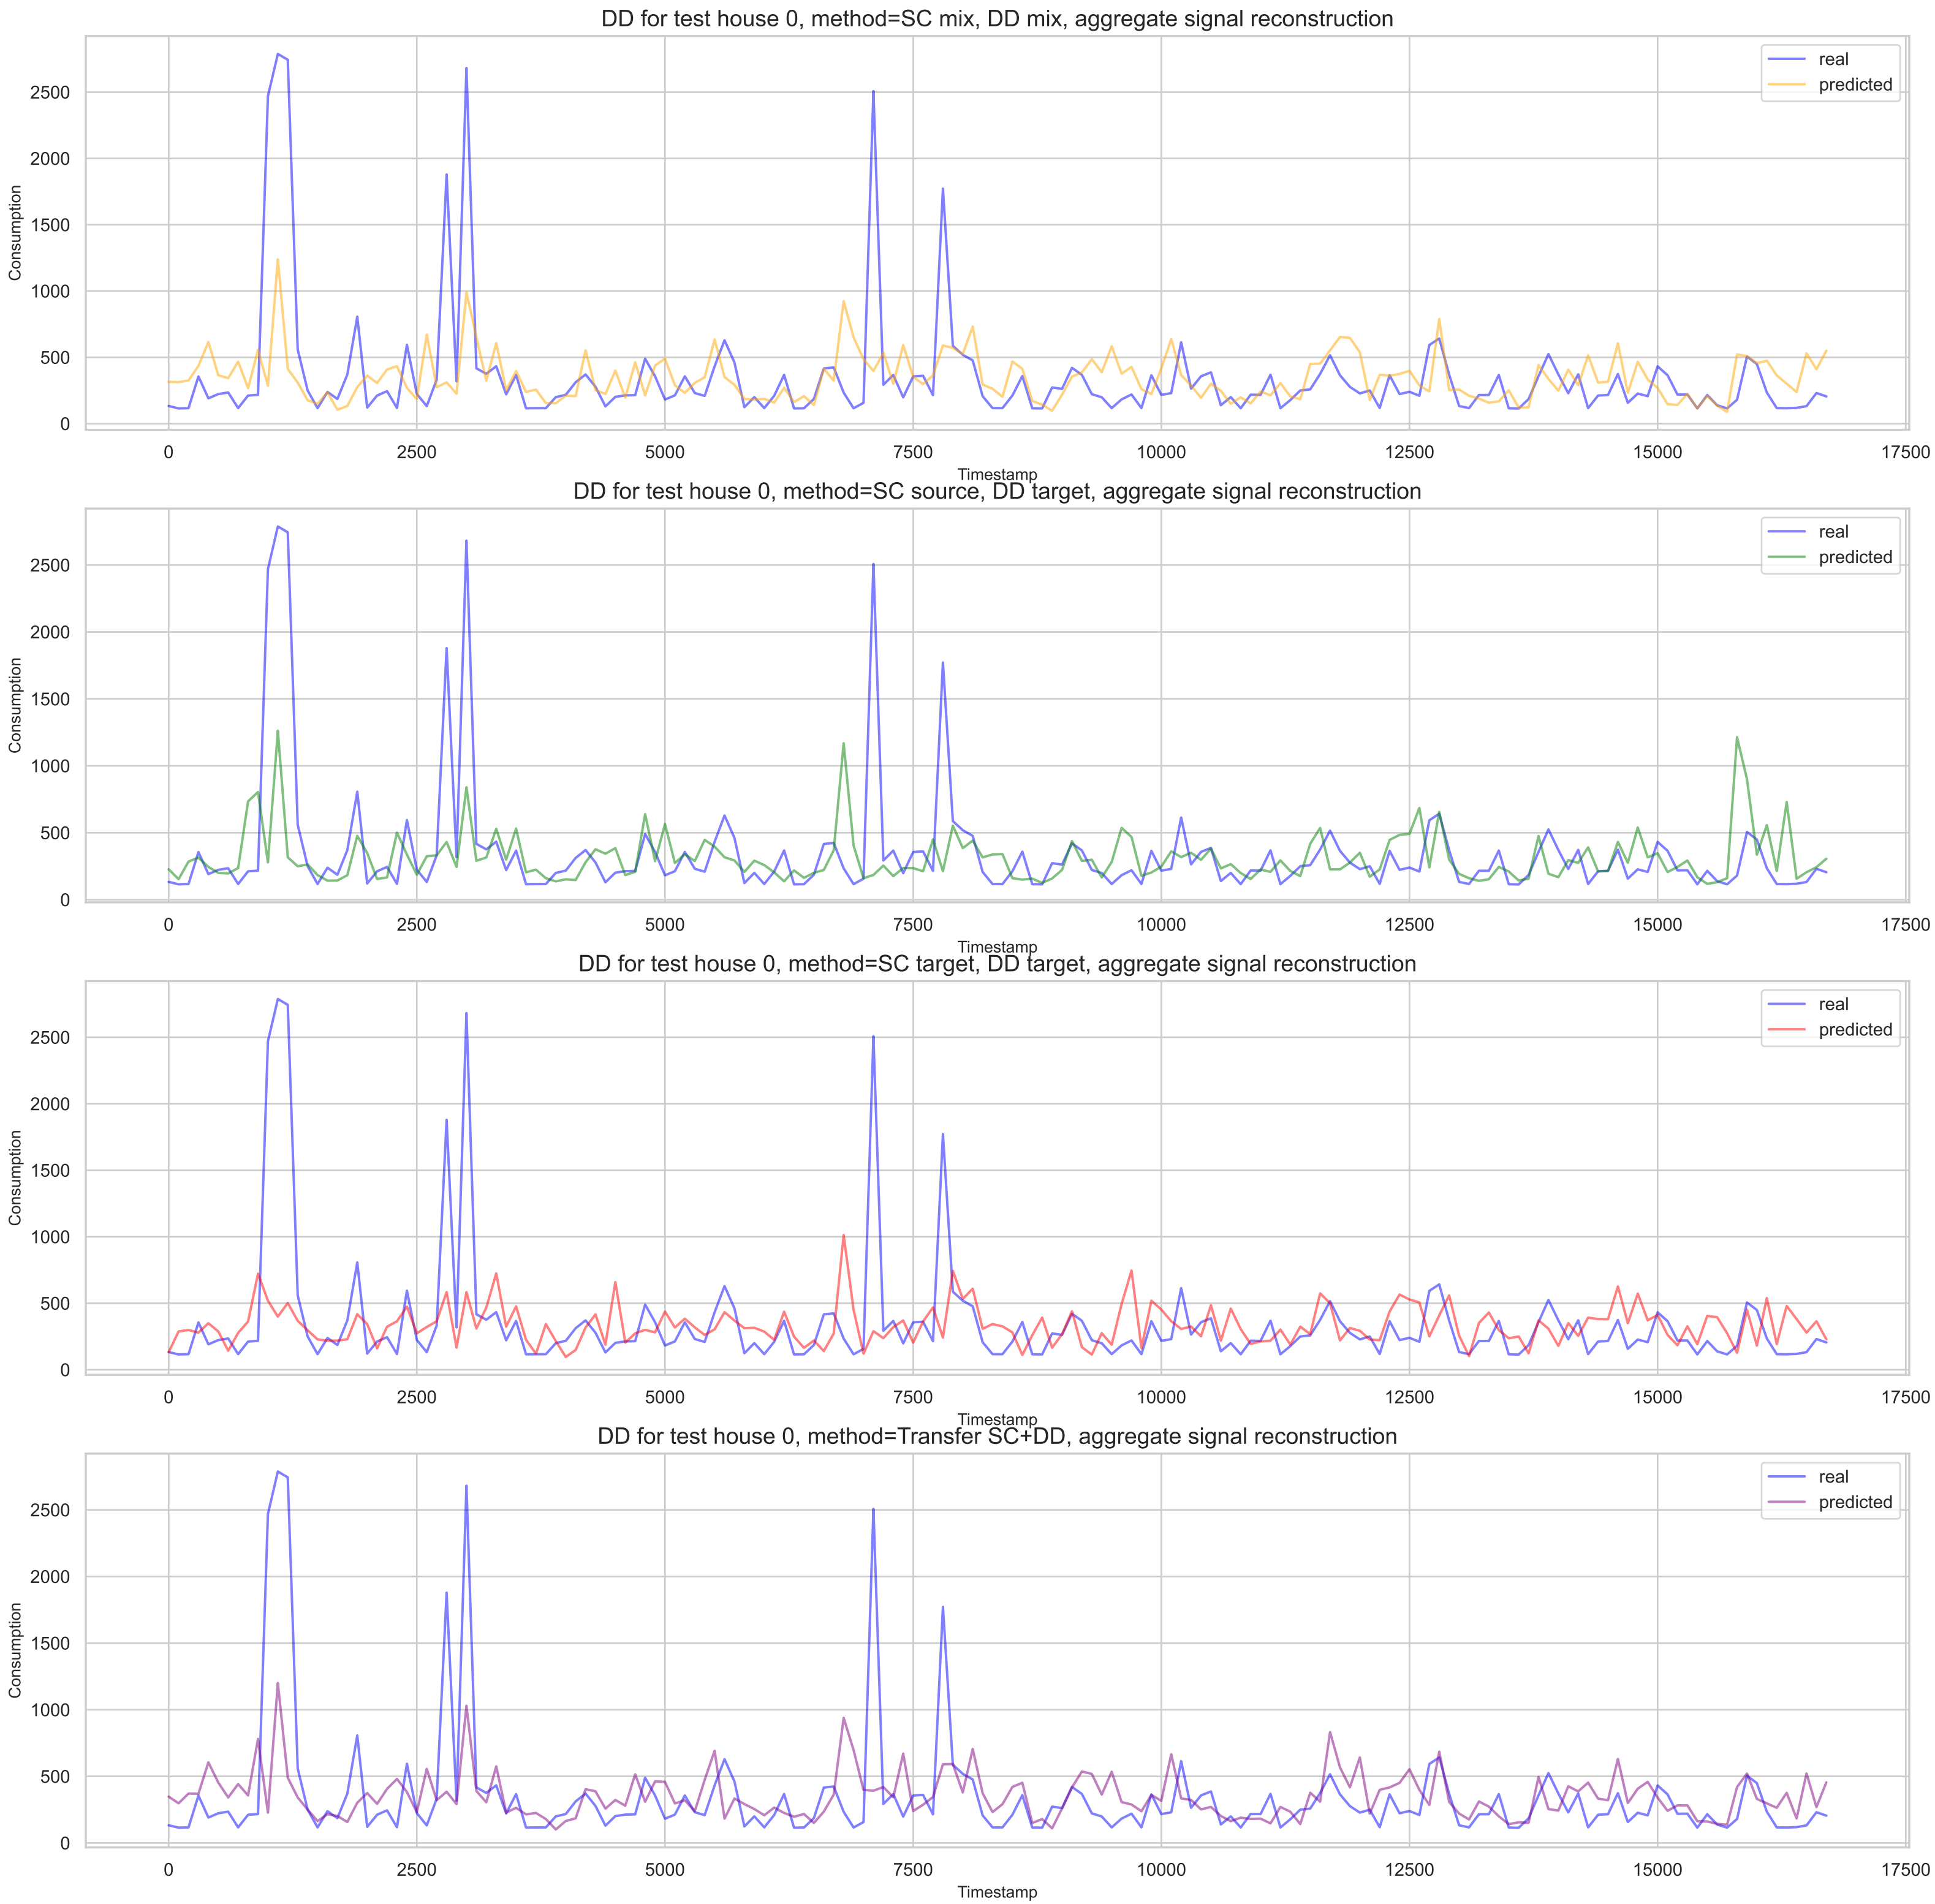 DD for test house 0, method=SC mix, DD mix, aggregate signal reconstruction
real
predicted
Consumption
2500
2000
1500
1000
500
0
0 2500 5000 7500 10000 12500 15000 17500
Timestamp
DD for test house 0, method=SC source, DD target, aggregate signal reconstruction
real
predicted
Consumption
2500
2000
1500
1000
500
0
0 2500 5000 7500 10000 12500 15000 17500
Timestamp
DD for test house 0, method=SC target, DD target, aggregate signal reconstruction
real
predicted
Consumption
2500
2000
1500
1000
500
0
0 2500 5000 7500 10000 12500 15000 17500
Timestamp
DD for test house 0, method=Transfer SC+DD, aggregate signal reconstruction
real
predicted
Consumption
2500
2000
1500
1000
500
0
0 2500 5000 7500 10000 12500 15000 17500
Timestamp